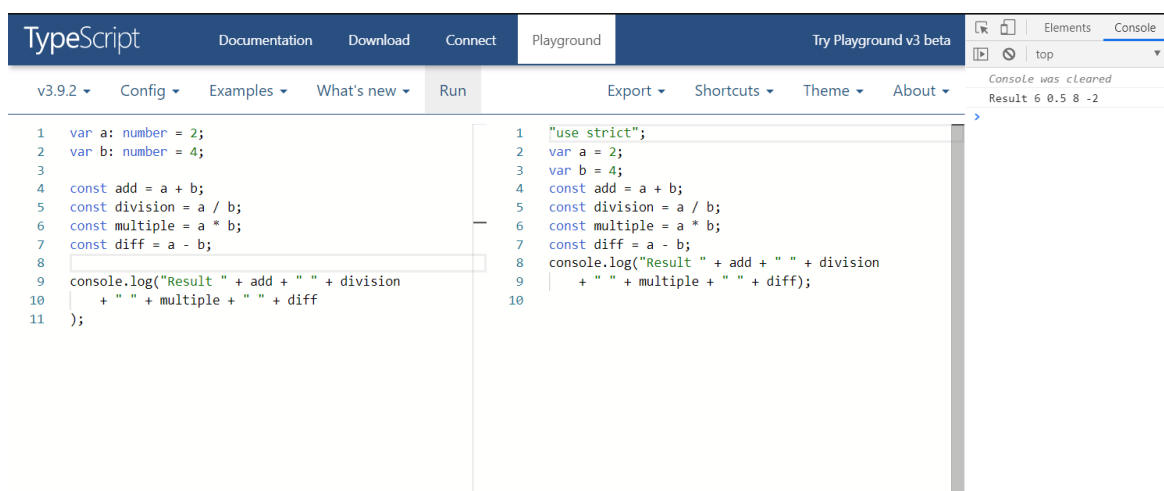 TypeScript Documentation Download Connect Playground Try Playground v3 beta
v3.9.2 Config Examples What's new Run Export Shortcuts Theme About
1 var a: number = 2;
2 var b: number = 4;
3
4 const add = a + b;
5 const division = a / b;
6 const multiple = a * b;
7 const diff = a - b;
8
9 console.log("Result " + add + " " + division
10 + " " + multiple + " " + diff
11 );
1 "use strict";
2 var a = 2;
3 var b = 4;
4 const add = a + b;
5 const division = a / b;
6 const multiple = a * b;
7 const diff = a - b;
8 console.log("Result " + add + " " + division
9 + " " + multiple + " " + diff);
10
Elements Console
top
Console was cleared
Result 6 0.5 8 -2
>